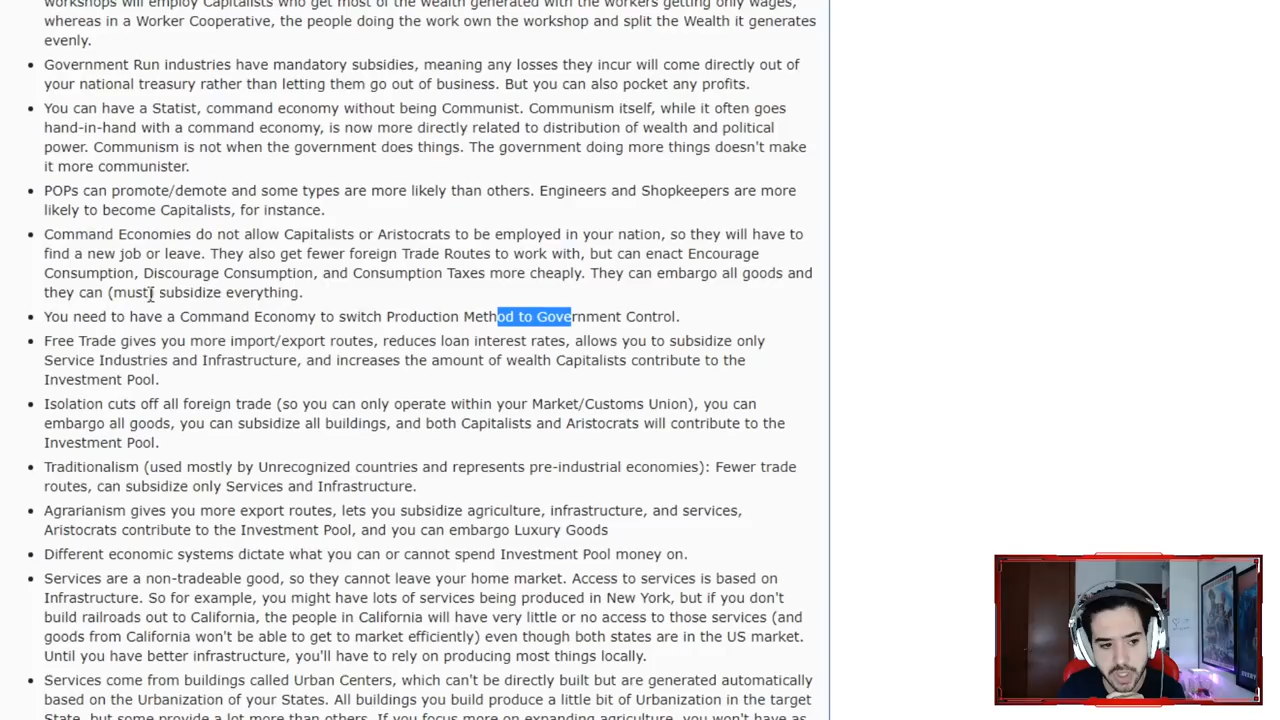 workshops will employ Capitalists who get most of the wealth generated with the workers getting only wages,
whereas in a Worker Cooperative, the people doing the work own the workshop and split the Wealth it generates
evenly.
Government Run industries have mandatory subsidies, meaning any losses they incur will come directly out of
your national treasury rather than letting them go out of business. But you can also pocket any profits.
You can have a Statist, command economy without being Communist. Communism itself, while it often goes
hand-in-hand with a command economy, is now more directly related to distribution of wealth and political
power. Communism is not when the government does things. The government doing more things doesn't make
it more communister.
POPs can promote/demote and some types are more likely than others. Engineers and Shopkeepers are more
likely to become Capitalists, for instance.
Command Economies do not allow Capitalists or Aristocrats to be employed in your nation, so they will have to
find a new job or leave. They also get fewer foreign Trade Routes to work with, but can enact Encourage
Consumption, Discourage Consumption, and Consumption Taxes more cheaply. They can embargo all goods and
they can (must) subsidize everything.
You need to have a Command Economy to switch Production Method to Government Control.
Free Trade gives you more import/export routes, reduces loan interest rates, allows you to subsidize only
Service Industries and Infrastructure, and increases the amount of wealth Capitalists contribute to the
Investment Pool.
Isolation cuts off all foreign trade (so you can only operate within your Market/Customs Union), you can
embargo all goods, you can subsidize all buildings, and both Capitalists and Aristocrats will contribute to the
Investment Pool.
Traditionalism (used mostly by Unrecognized countries and represents pre-industrial economies): Fewer trade
routes, can subsidize only Services and Infrastructure.
Agrarianism gives you more export routes, lets you subsidize agriculture, infrastructure, and services,
Aristocrats contribute to the Investment Pool, and you can embargo Luxury Goods
Different economic systems dictate what you can or cannot spend Investment Pool money on.
Services are a non-tradeable good, so they cannot leave your home market. Access to services is based on
Infrastructure. So for example, you might have lots of services being produced in New York, but if you don't
build railroads out to California, the people in California will have very little or no access to those services (and
goods from California won't be able to get to market efficiently) even though both states are in the US market.
Until you have better infrastructure, you'll have to rely on producing most things locally.
Services come from buildings called Urban Centers, which can't be directly built but are generated automatically
based on the Urbanization of your States. All buildings you build produce a little bit of Urbanization in the target
State, but some provide a lot more than others. If you focus more on expanding agriculture, you won't have as